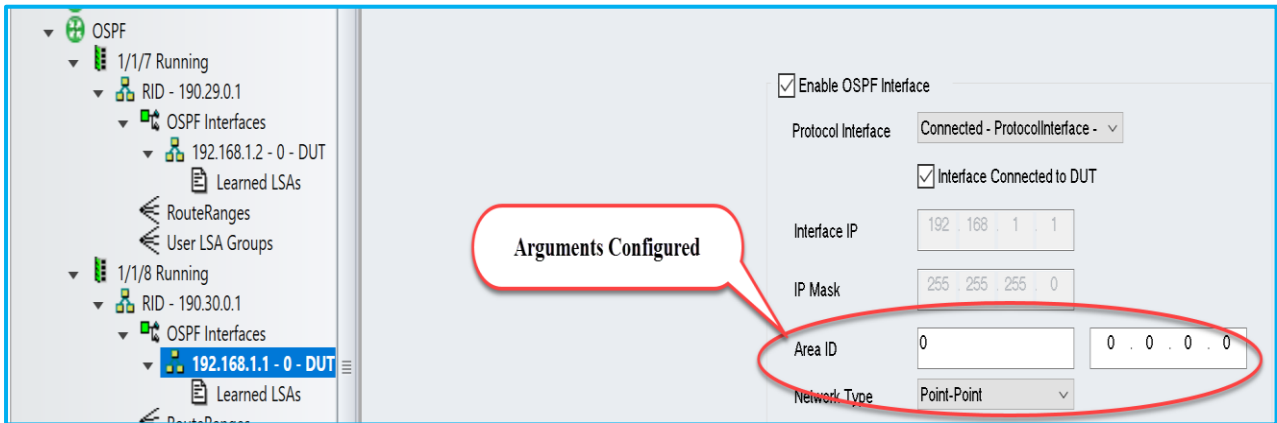 OSPF
1/1/7 Running
RID - 190.29.0.1
OSPF Interfaces
192.168.1.2 - 0 - DUT
Learned LSAs
RouteRanges
User LSA Groups
1/1/8 Running
RID - 190.30.0.1
OSPF Interfaces
192.168.1.1 - 0 - DUT
Learned LSAs
RouteRanges
Enable OSPF Interface
Protocol Interface Connected - ProtocolInterface -
Interface Connected to DUT
Arguments Configured
Interface IP 192 . 168 . 1 . 1
IP Mask 255 . 255 . 255 . 0
Area ID 0 0 . 0 . 0 . 0
Network Type Point-Point